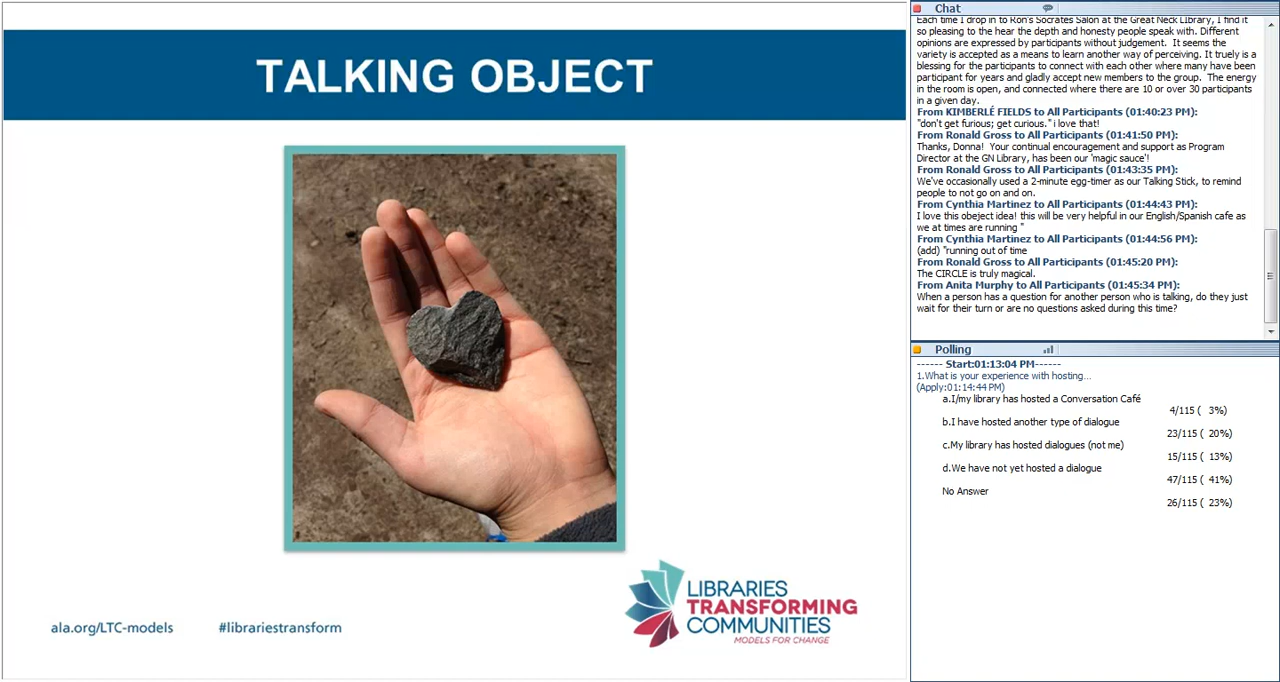 TALKING OBJECT
ala.org/LTC-models
#librariestransform
LIBRARIES
TRANSFORMING
COMMUNITIES
MODELS FOR CHANGE
Chat
Each time I drop in to Ron's Socrates Salon at the Great Neck LIbrary, I find it
so pleasing to the hear the depth and honesty people speak with. Different
opinions are expressed by participants without judgement. It seems the
variety is accepted as a means to learn another way of perceiving. It truely is a
blessing for the participants to connect with each other where many have been
participant for years and gladly accept new members to the group. The energy
in the room is open, and connected where there are 10 or over 30 participants
in a given day.
From KIMBERLÉ FIELDS to All Participants (01:40:23 PM):
"don't get furious; get curious." i love that!
From Ronald Gross to All Participants (01:41:50 PM):
Thanks, Donna! Your continual encouragement and support as Program
Director at the GN Library, has been our 'magic sauce'!
From Ronald Gross to All Participants (01:43:35 PM):
We've occasionally used a 2-minute egg-timer as our Talking Stick, to remind
people to not go on and on.
From Cynthia Martinez to All Participants (01:44:43 PM):
I love this obeject idea! this will be very helpful in our English/Spanish cafe as
we at times are running "
From Cynthia Martinez to All Participants (01:44:56 PM):
(add) "running out of time
From Ronald Gross to All Participants (01:45:20 PM):
The CIRCLE is truly magical.
From Anita Murphy to All Participants (01:45:34 PM):
When a person has a question for another person who is talking, do they just
wait for their turn or are no questions asked during this time?
Polling
------ Start:01:13:04 PM------
1.What is your experience with hosting...
(Apply:01:14:44 PM)
a.I/my library has hosted a Conversation Café
4/115 ( 3%)
b.I have hosted another type of dialogue
23/115 ( 20%)
c.My library has hosted dialogues (not me)
15/115 ( 13%)
d.We have not yet hosted a dialogue
47/115 ( 41%)
No Answer
26/115 ( 23%)